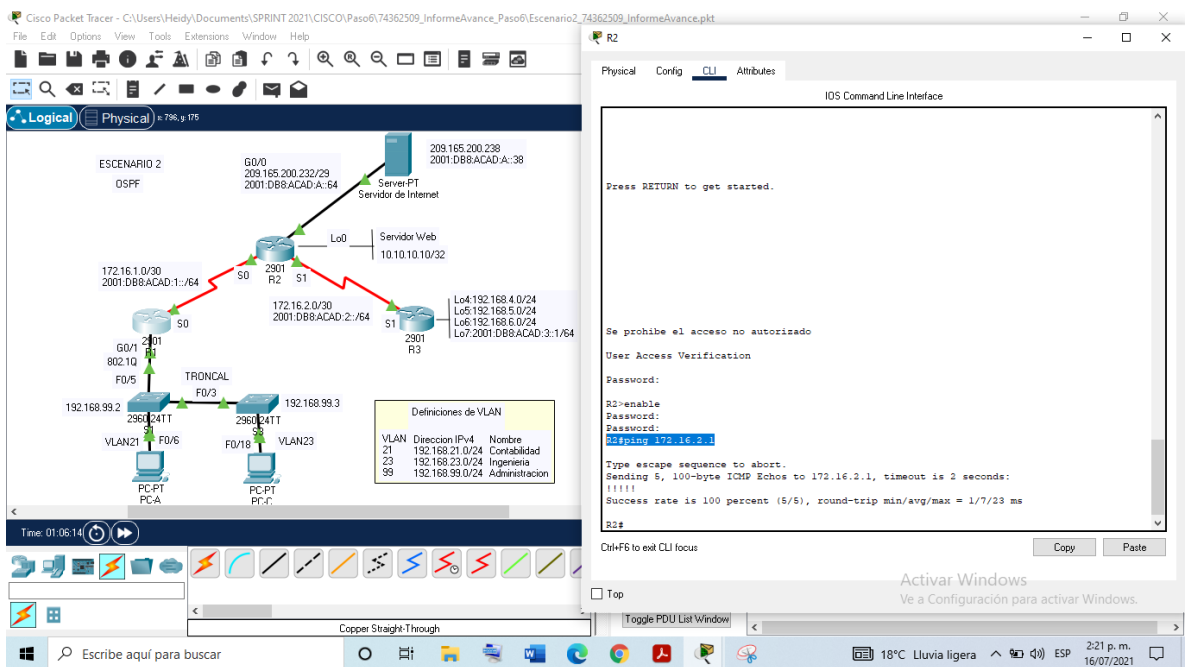 Cisco Packet Tracer - C:\Users\Heidy\Documents\SPRINT 2021\CISCO\Paso6\74362509_InformeAvance_Paso6\Escenario2_74362509_InformeAvance.pkt
File Edit Options View Tools Extensions Window Help
Logical
Physical
x: 796, y: 175
ESCENARIO 2
OSPF
G0/0
209.165.200.232/29
2001:DB8:ACAD:A::64
209.165.200.238
2001:DB8:ACAD:A::38
Server-PT
Servidor de Internet
Lo0
Servidor Web
10.10.10.10/32
172.16.1.0/30
2001:DB8:ACAD:1::/64
S0
2901
R2
S1
172.16.2.0/30
2001:DB8:ACAD:2::/64
Lo4:192.168.4.0/24
Lo5:192.168.5.0/24
Lo6:192.168.6.0/24
Lo7:2001:DB8:ACAD:3::1/64
S1
2901
R3
S0
2901
R1
G0/1
802.1Q
F0/5
TRONCAL
F0/3
192.168.99.2
2960-24TT
S1
192.168.99.3
2960-24TT
S3
VLAN21
F0/6
F0/18
VLAN23
PC-PT
PC-A
PC-PT
PC-C
Definiciones de VLAN
VLAN Direccion IPv4 Nombre
21 192.168.21.0/24 Contabilidad
23 192.168.23.0/24 Ingenieria
99 192.168.99.0/24 Administracion
Time: 01:06:14
Copper Straight-Through
R2
Physical Config CLI Attributes
IOS Command Line Interface
Press RETURN to get started.
Se prohibe el acceso no autorizado
User Access Verification
Password:
R2>enable
Password:
Password:
R2#ping 172.16.2.1
Type escape sequence to abort.
Sending 5, 100-byte ICMP Echos to 172.16.2.1, timeout is 2 seconds:
!!!!!
Success rate is 100 percent (5/5), round-trip min/avg/max = 1/7/23 ms
R2#
Ctrl+F6 to exit CLI focus
Copy
Paste
Top
Activar Windows
Ve a Configuración para activar Windows.
Toggle PDU List Window
Escribe aquí para buscar
18°C Lluvia ligera
ESP
2:21 p. m.
16/07/2021